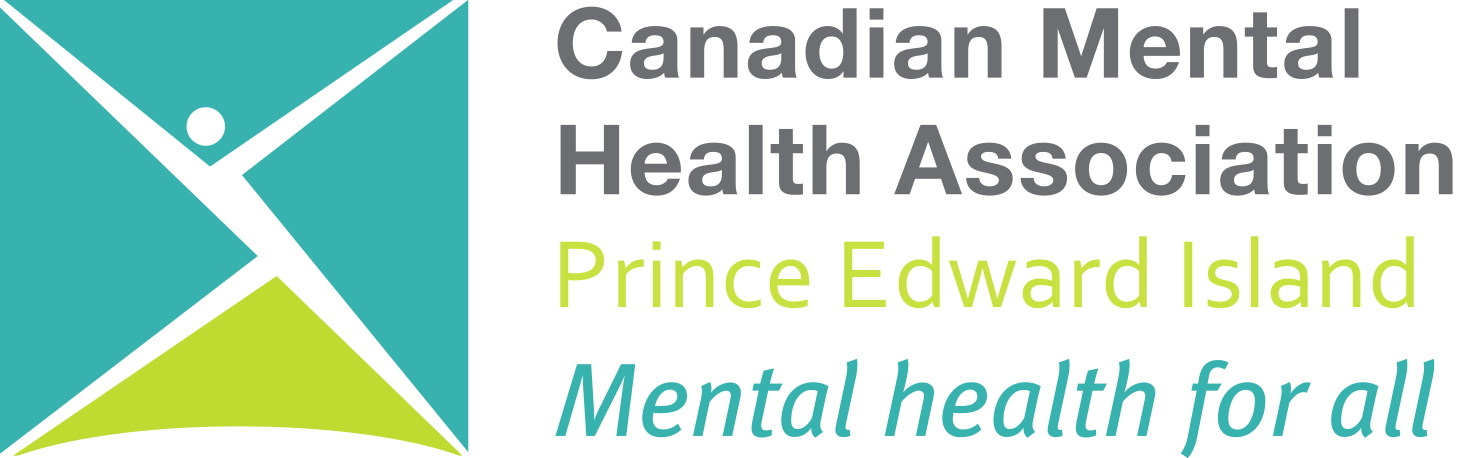 Canadian Mental
Health Association
Prince Edward Island
Mental health for all